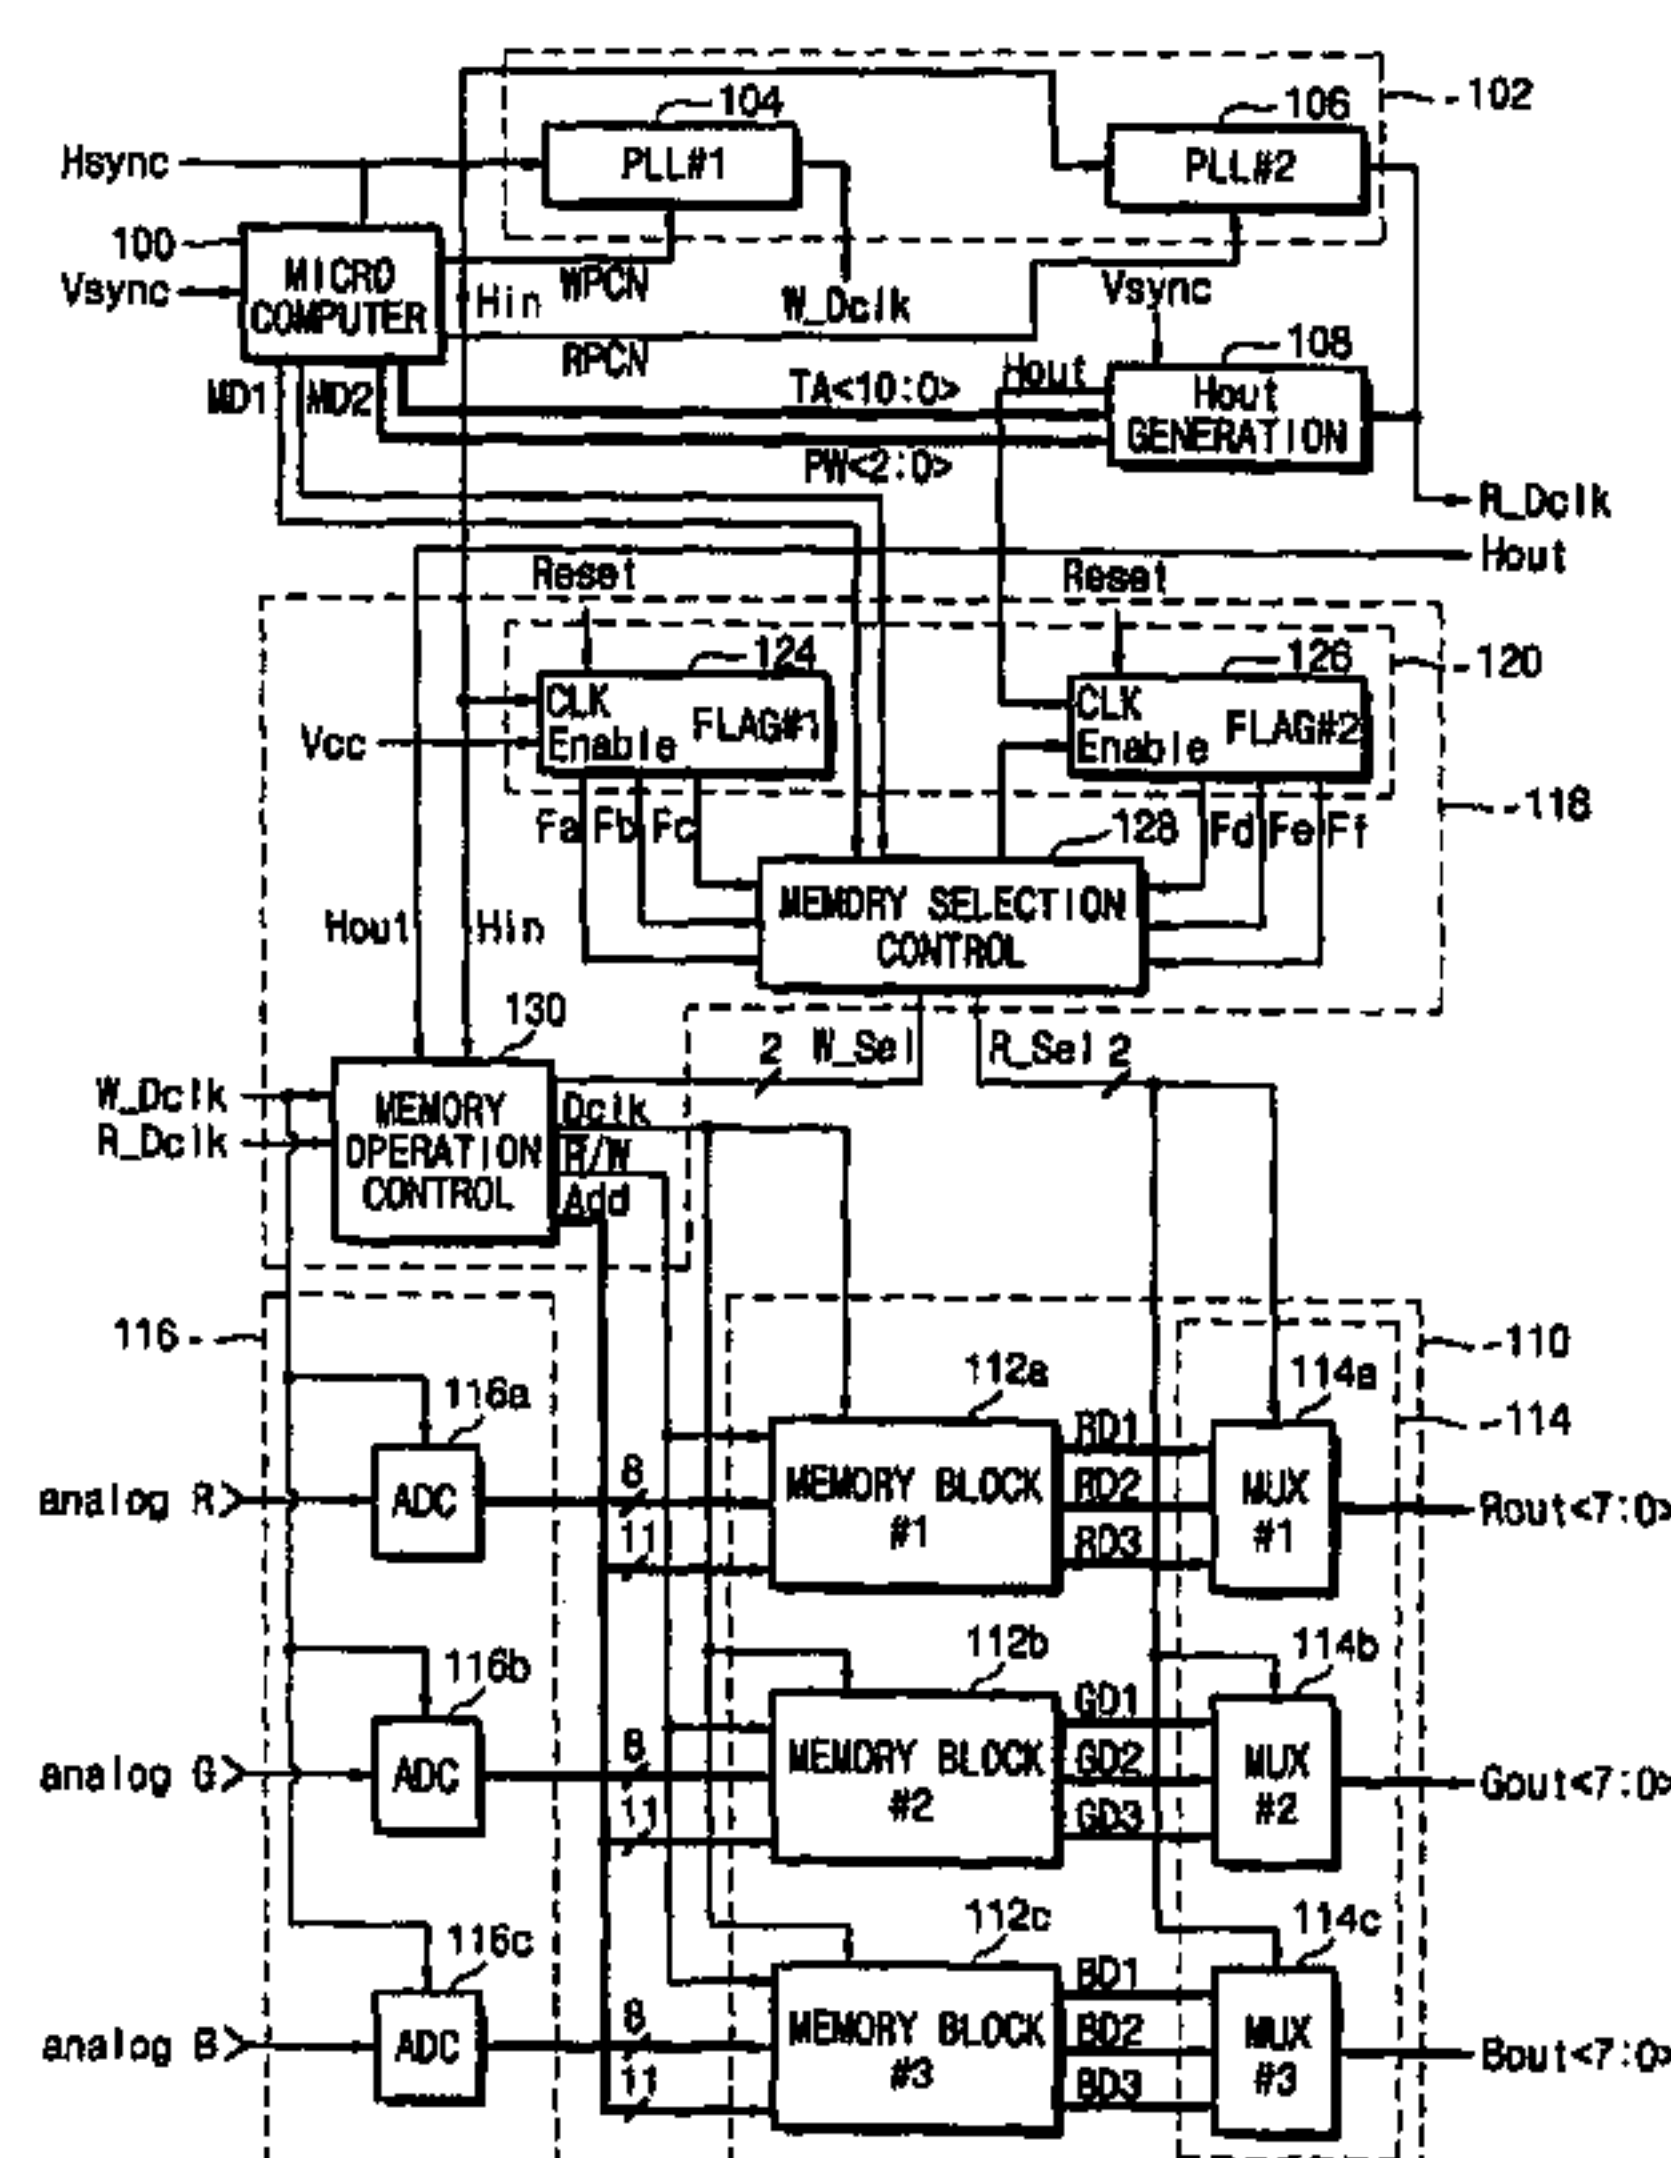 104
106
102
Hsync
PLL#1
PLL#2
100
MICRO
COMPUTER
Vsync
Hin
WPCN
W_Dclk
Vsync
RPCN
108
MD1
MD2
TA<10:0>
Hout
Hout
GENERATION
PW<2:0>
R_Dclk
Hout
Reset
Reset
124
126
120
CLK
Enable
FLAG#1
Vcc
CLK
Enable
FLAG#2
118
Fa
Fb
Fc
128
Fd
Fe
Ff
MEMORY SELECTION
CONTROL
Hout
Hin
130
2
W_Sel
R_Sel
2
W_Dclk
R_Dclk
MEMORY
OPERATION
CONTROL
Dclk
R/W
Add
116
110
112a
114a
116a
114
RD1
RD2
RD3
analog R
ADC
8
11
MEMORY BLOCK
#1
MUX
#1
Rout<7:0>
116b
112b
114b
GD1
GD2
GD3
analog G
ADC
8
11
MEMORY BLOCK
#2
MUX
#2
Gout<7:0>
116c
112c
114c
BD1
BD2
BD3
analog B
ADC
8
11
MEMORY BLOCK
#3
MUX
#3
Bout<7:0>